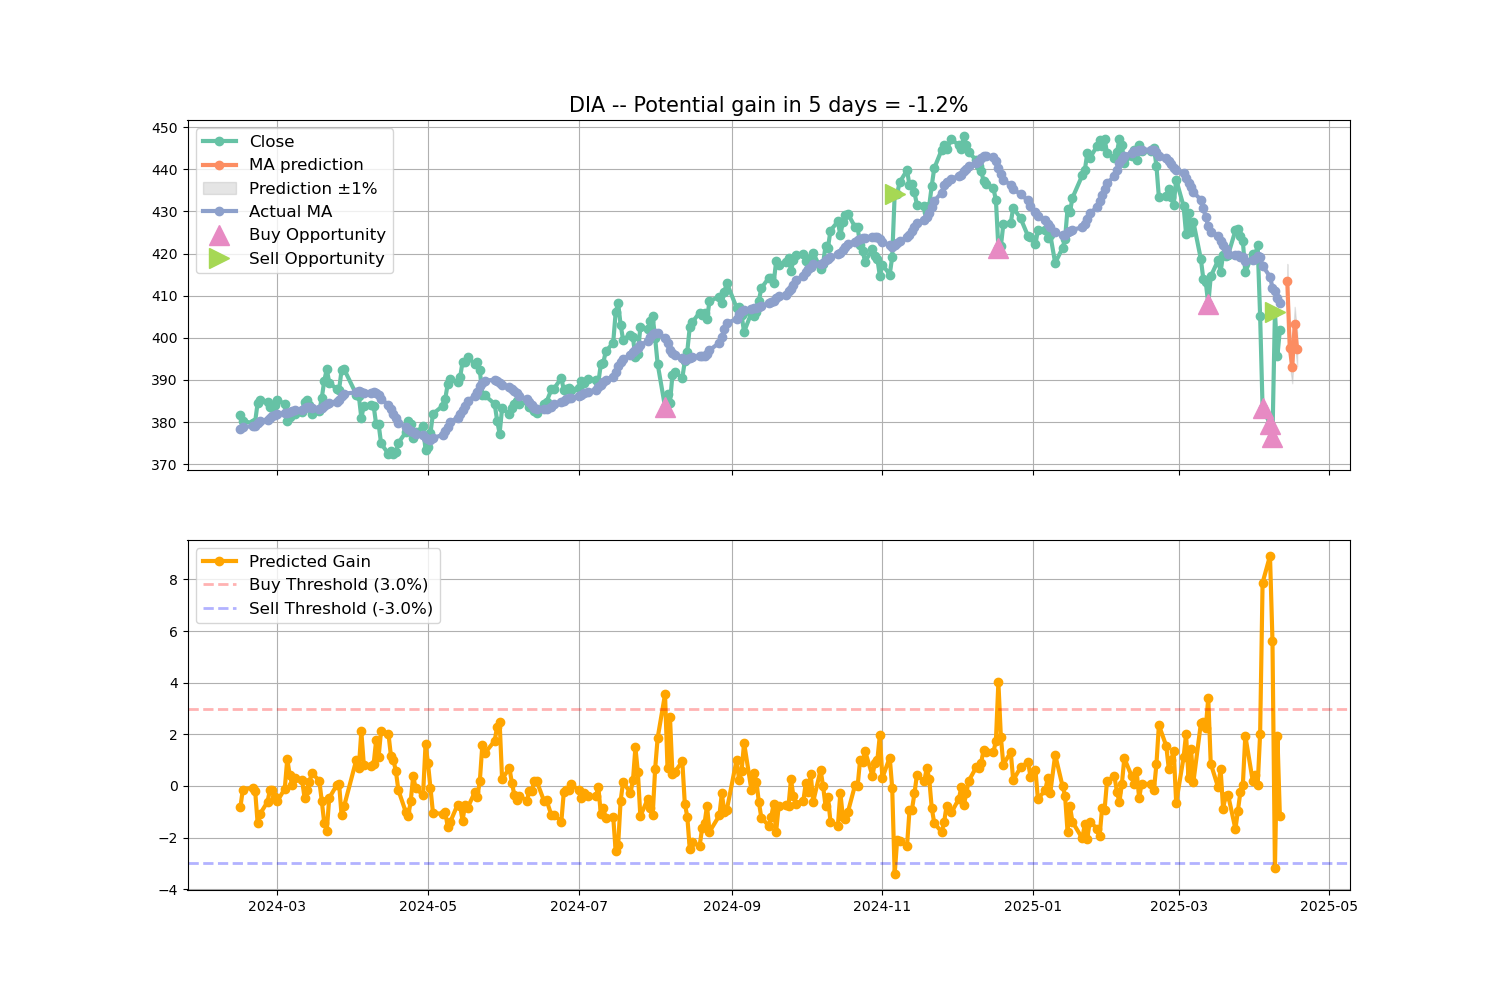 DIA -- Potential gain in 5 days = -1.2%
450
440
430
420
410
400
390
380
370
Close
MA prediction
Prediction ±1%
Actual MA
Buy Opportunity
Sell Opportunity
8
6
4
2
0
−2
−4
Predicted Gain
Buy Threshold (3.0%)
Sell Threshold (-3.0%)
2024-03 2024-05 2024-07 2024-09 2024-11 2025-01 2025-03 2025-05